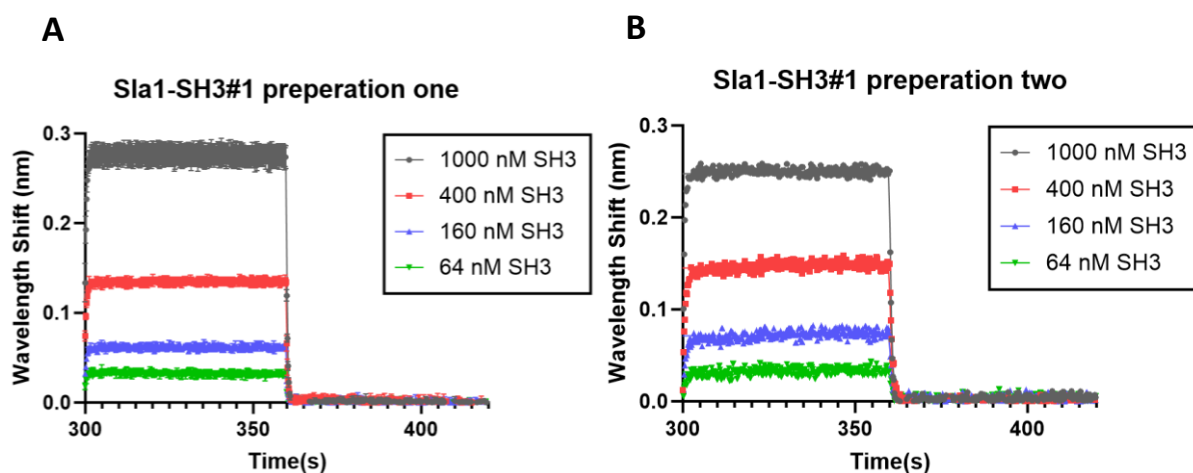 A
Sla1-SH3#1 preperation one
Wavelength Shift (nm)
0.3
0.2
0.1
0.0
300
350
400
Time(s)
1000 nM SH3
400 nM SH3
160 nM SH3
64 nM SH3
B
Sla1-SH3#1 preperation two
Wavelength Shift (nm)
0.3
0.2
0.1
0.0
300
350
400
Time(s)
1000 nM SH3
400 nM SH3
160 nM SH3
64 nM SH3